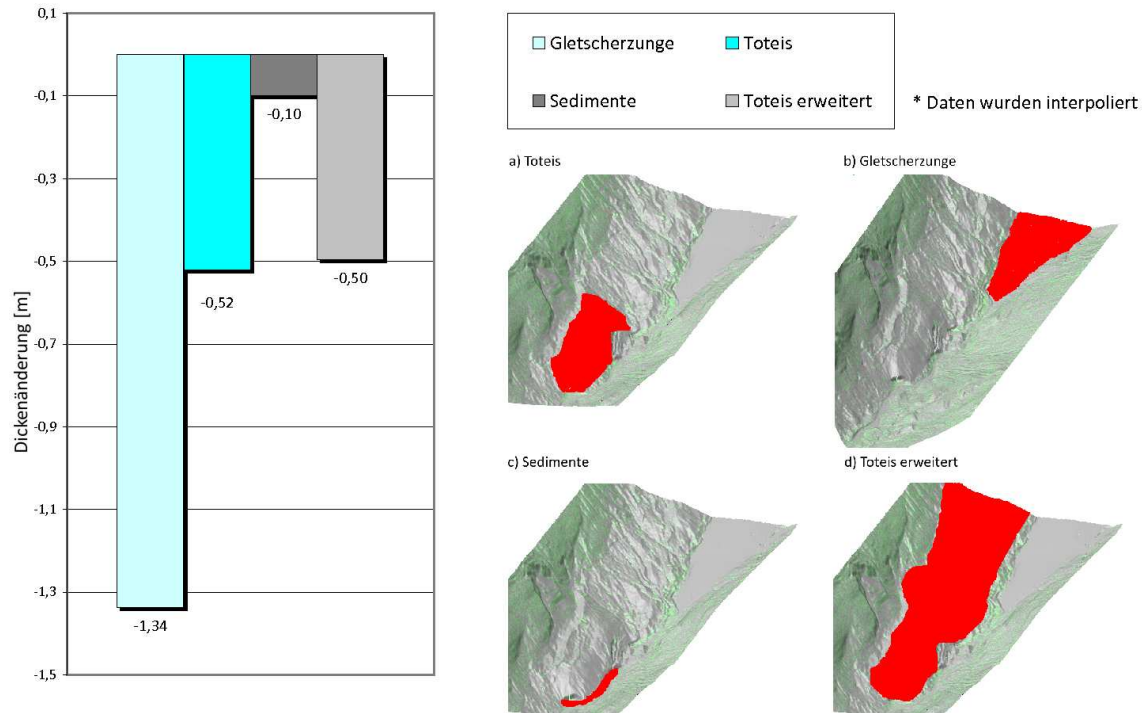 0,1
-0,1
-0,3
-0,5
-0,7
-0,9
-1,1
-1,3
-1,5
Dickenänderung [m]
-1,34
-0,52
-0,10
-0,50
Gletscherzunge
Toteis
Sedimente
Toteis erweitert
* Daten wurden interpoliert
a) Toteis
b) Gletscherzunge
c) Sedimente
d) Toteis erweitert